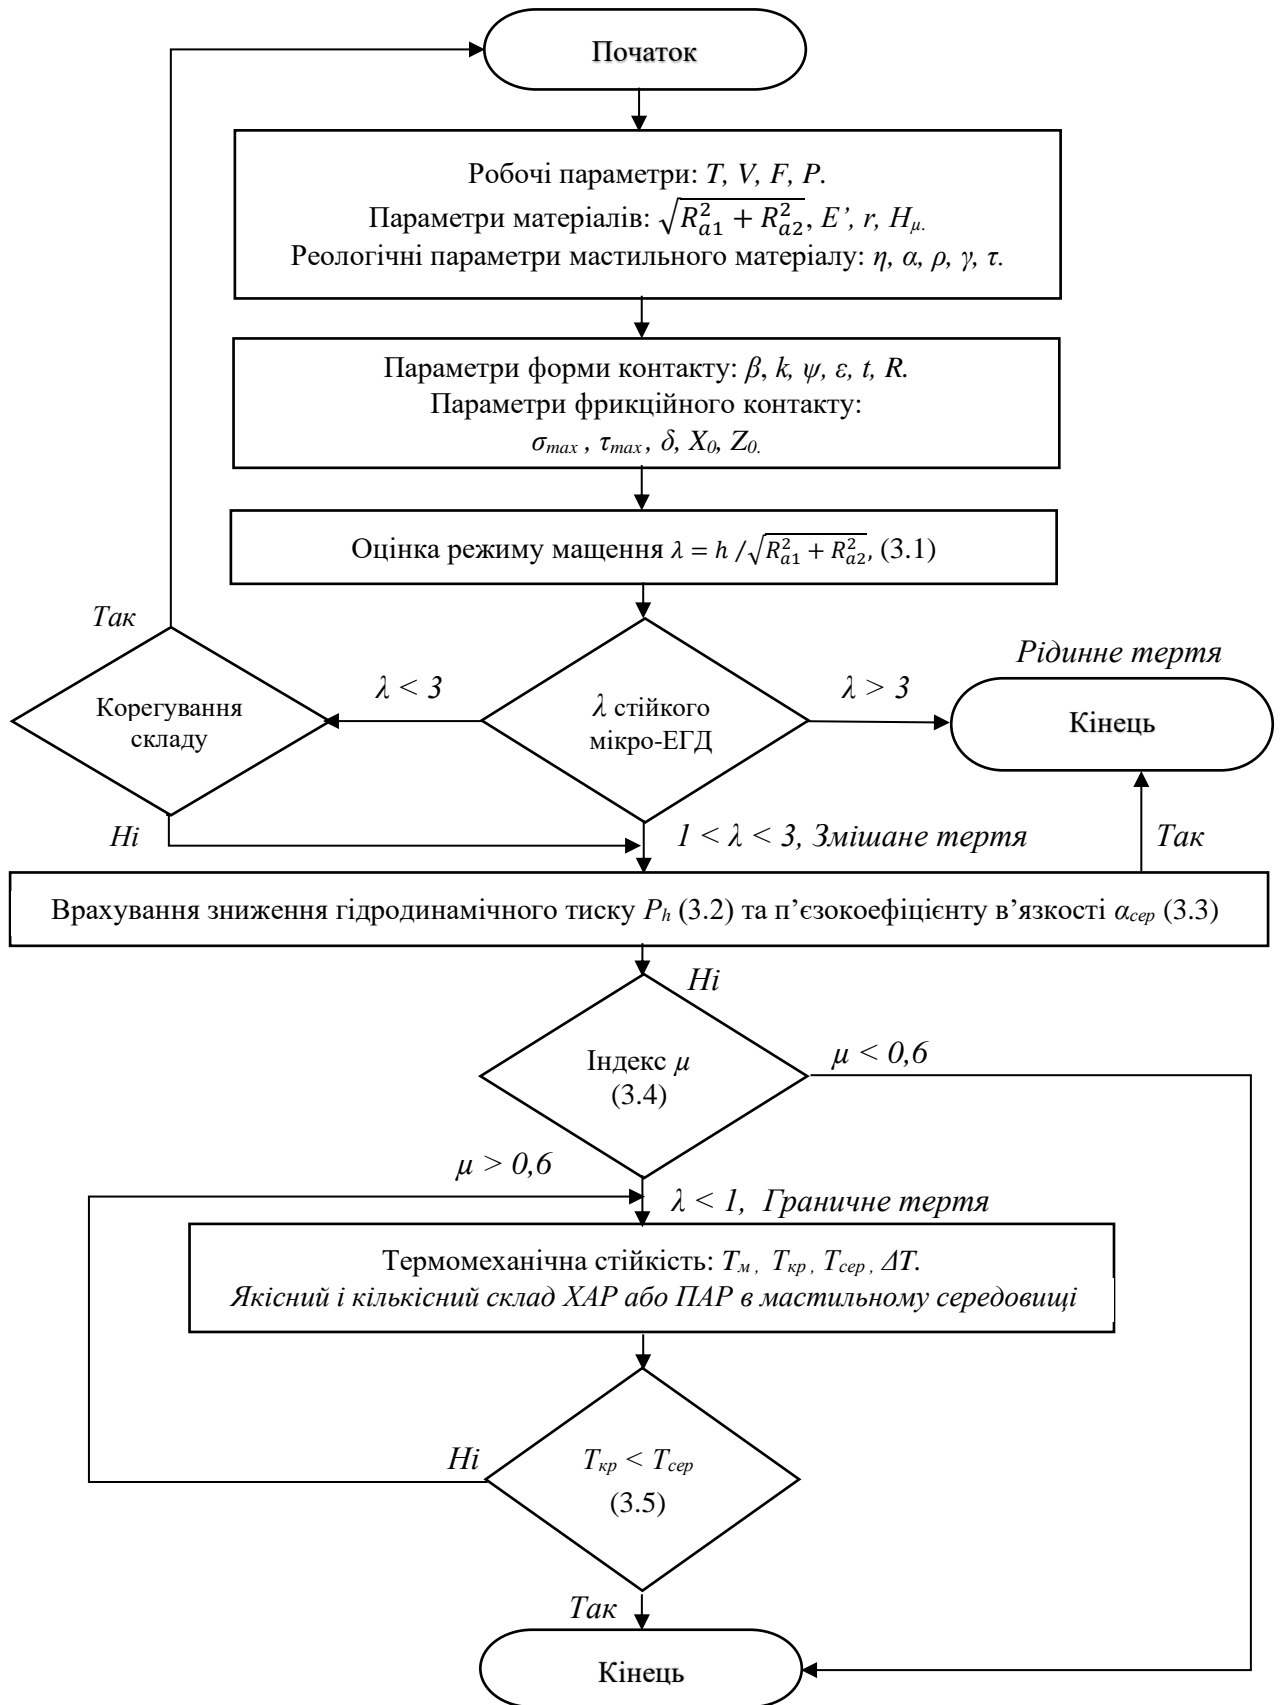 Початок
Робочі параметри: T, V, F, P.
Параметри матеріалів: √(R²ₐ₁ + R²ₐ₂), E’, r, Hμ.
Реологічні параметри мастильного матеріалу: η, α, ρ, γ, τ.
Параметри форми контакту: β, k, ψ, ε, t, R.
Параметри фрикційного контакту:
σmax , τmax , δ, X₀, Z₀.
Оцінка режиму мащення λ = h /√(R²ₐ₁ + R²ₐ₂), (3.1)
Так
Корегування
складу
λ < 3
λ стійкого
мікро-ЕГД
λ > 3
Рідинне тертя
Кінець
Ні
1 < λ < 3, Змішане тертя
Так
Врахування зниження гідродинамічного тиску Ph (3.2) та п’єзокоефіцієнту в’язкості αсер (3.3)
Ні
Індекс μ
(3.4)
μ < 0,6
μ > 0,6
λ < 1, Граничне тертя
Термомеханічна стійкість: Tм , Tкр , Tсер , ΔT.
Якісний і кількісний склад ХАР або ПАР в мастильному середовищі
Ні
Tкр < Tсер
(3.5)
Так
Кінець